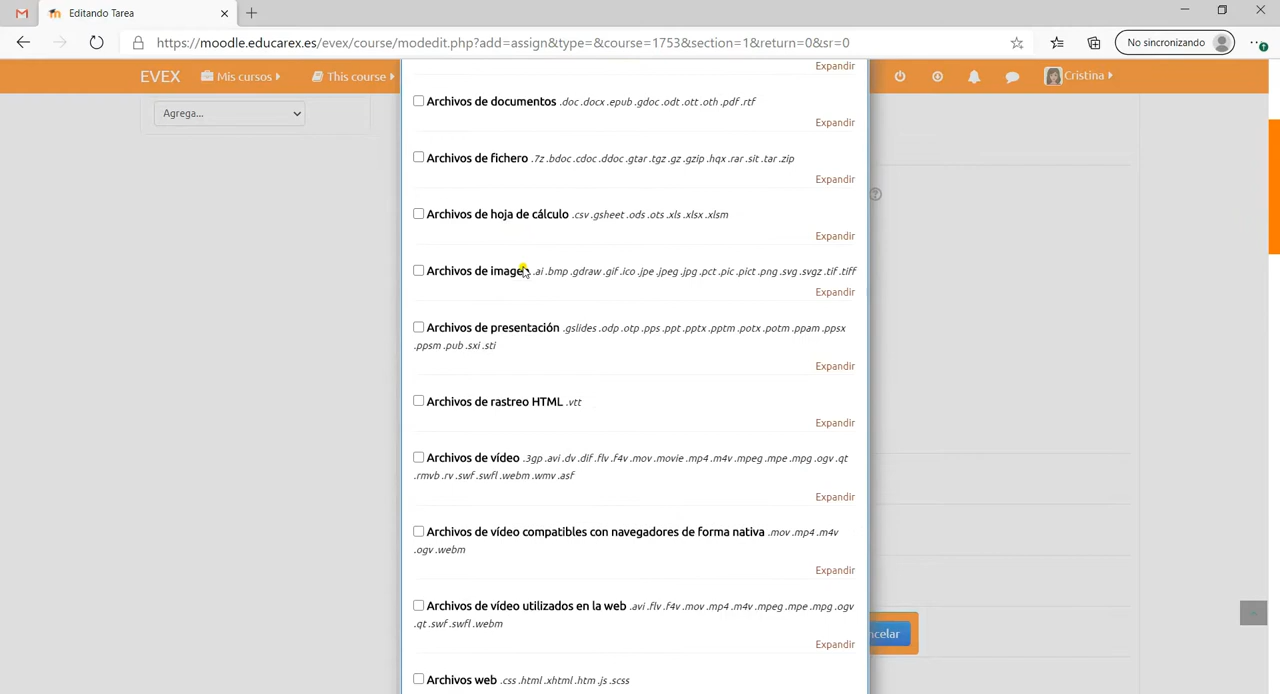 Editando Tarea
https://moodle.educarex.es/evex/course/modedit.php?add=assign&type=&course=1753&section=1&return=0&sr=0
No sincronizando
EVEX Mis cursos This course Cristina
Agrega...
Expandir
Archivos de documentos .doc .docx .epub .gdoc .odt .ott .oth .pdf .rtf
Expandir
Archivos de fichero .7z .bdoc .cdoc .ddoc .gtar .tgz .gz .gzip .hqx .rar .sit .tar .zip
Expandir
Archivos de hoja de cálculo .csv .gsheet .ods .ots .xls .xlsx .xlsm
Expandir
Archivos de image .ai .bmp .gdraw .gif .ico .jpe .jpeg .jpg .pct .pic .pict .png .svg .svgz .tif .tiff
Expandir
Archivos de presentación .gslides .odp .otp .pps .ppt .pptx .pptm .potx .potm .ppam .ppsx
.ppsm .pub .sxi .sti
Expandir
Archivos de rastreo HTML .vtt
Expandir
Archivos de vídeo .3gp .avi .dv .dif .flv .f4v .mov .movie .mp4 .m4v .mpeg .mpe .mpg .ogv .qt
.rmvb .rv .swf .swfl .webm .wmv .asf
Expandir
Archivos de vídeo compatibles con navegadores de forma nativa .mov .mp4 .m4v
.ogv .webm
Expandir
Archivos de vídeo utilizados en la web .avi .flv .f4v .mov .mp4 .m4v .mpeg .mpe .mpg .ogv
.qt .swf .swfl .webm
ncelar
Expandir
Archivos web .css .html .xhtml .htm .js .scss